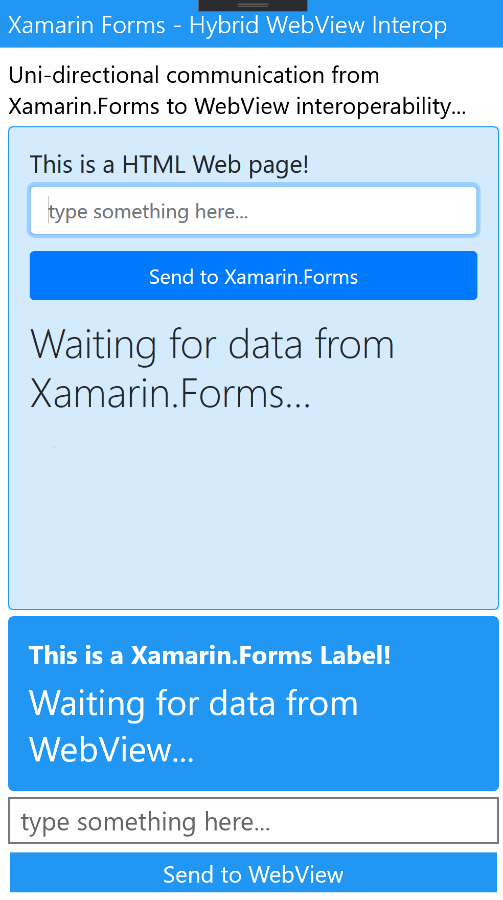 Xamarin Forms - Hybrid WebView Interop
Uni-directional communication from
Xamarin.Forms to WebView interoperability...
This is a HTML Web page!
type something here...
Send to Xamarin.Forms
Waiting for data from
Xamarin.Forms...
This is a Xamarin.Forms Label!
Waiting for data from
WebView...
type something here...
Send to WebView